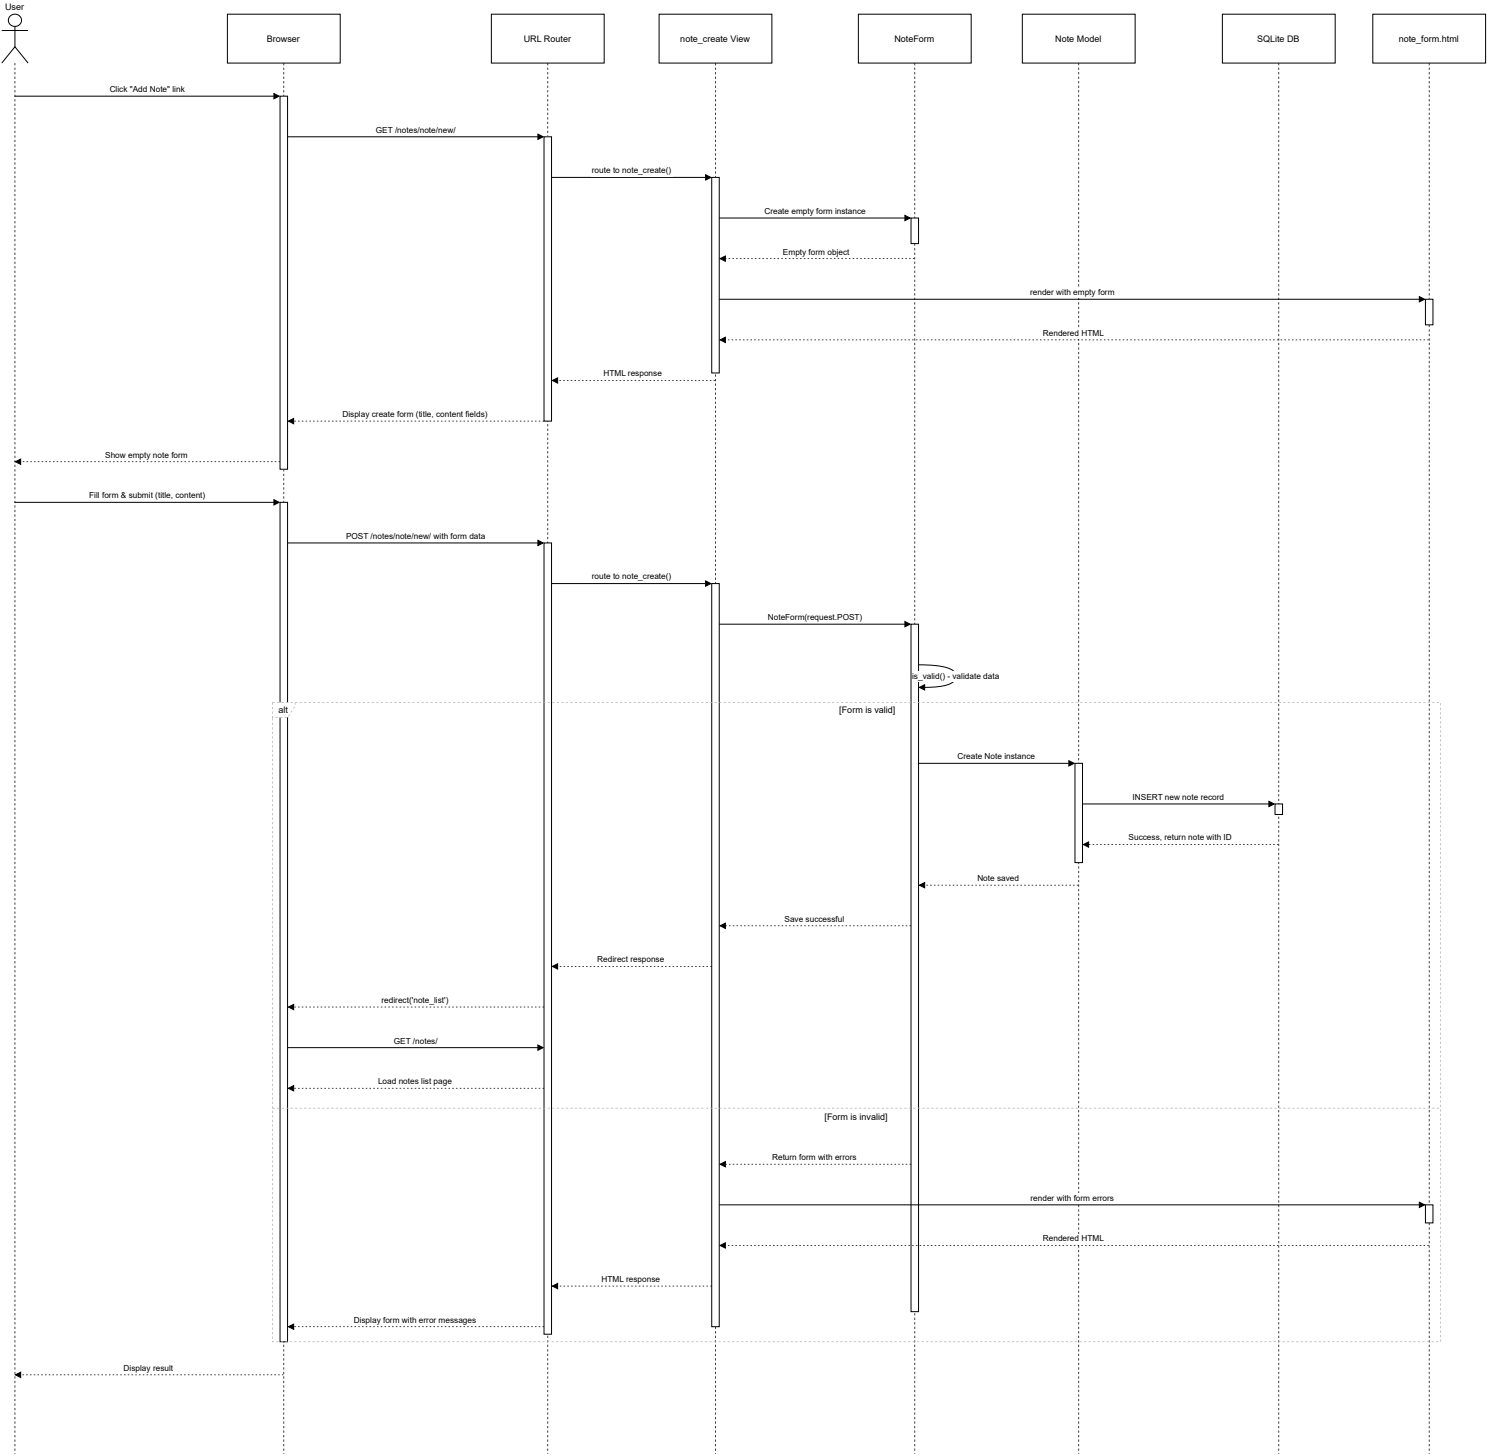 User
Browser
URL Router
note_create View
NoteForm
Note Model
SQLite DB
note_form.html
Click "Add Note" link
GET /notes/note/new/
route to note_create()
Create empty form instance
Empty form object
render with empty form
Rendered HTML
HTML response
Display create form (title, content fields)
Show empty note form
Fill form & submit (title, content)
POST /notes/note/new/ with form data
route to note_create()
NoteForm(request.POST)
is_valid() - validate data
alt
[Form is valid]
Create Note instance
INSERT new note record
Success, return note with ID
Note saved
Save successful
Redirect response
redirect('note_list')
GET /notes/
Load notes list page
[Form is invalid]
Return form with errors
render with form errors
Rendered HTML
HTML response
Display form with error messages
Display result